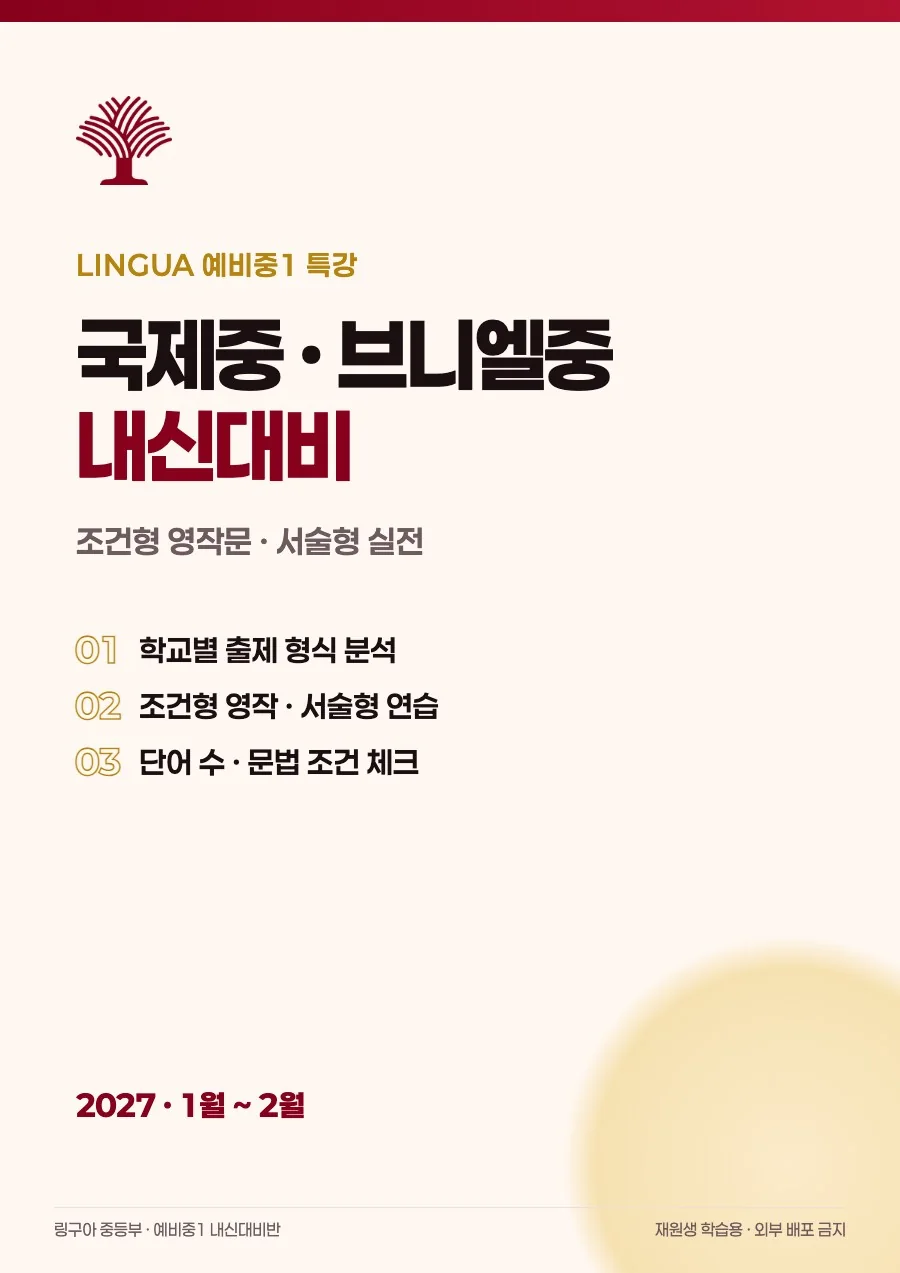 LINGUA 예비중1 특강
국제중 · 브니엘중
내신대비
조건형 영작문 · 서술형 실전
01 학교별 출제 형식 분석
02 조건형 영작 · 서술형 연습
03 단어 수 · 문법 조건 체크
2027 · 1월 ~ 2월
링구아 중등부 · 예비중1 내신대비반
재원생 학습용 · 외부 배포 금지